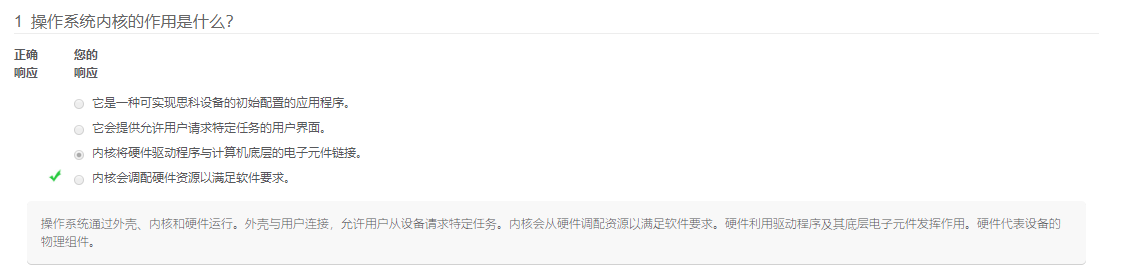 1 操作系统内核的作用是什么?
正确 您的
响应 响应
它是一种可实现思科设备的初始配置的应用程序。
它会提供允许用户请求特定任务的用户界面。
内核将硬件驱动程序与计算机底层的电子元件链接。
内核会调配硬件资源以满足软件要求。
操作系统通过外壳、内核和硬件运行。外壳与用户连接，允许用户从设备请求特定任务。内核会从硬件调配资源以满足软件要求。硬件利用驱动程序及其底层电子元件发挥作用。硬件代表设备的
物理组件。